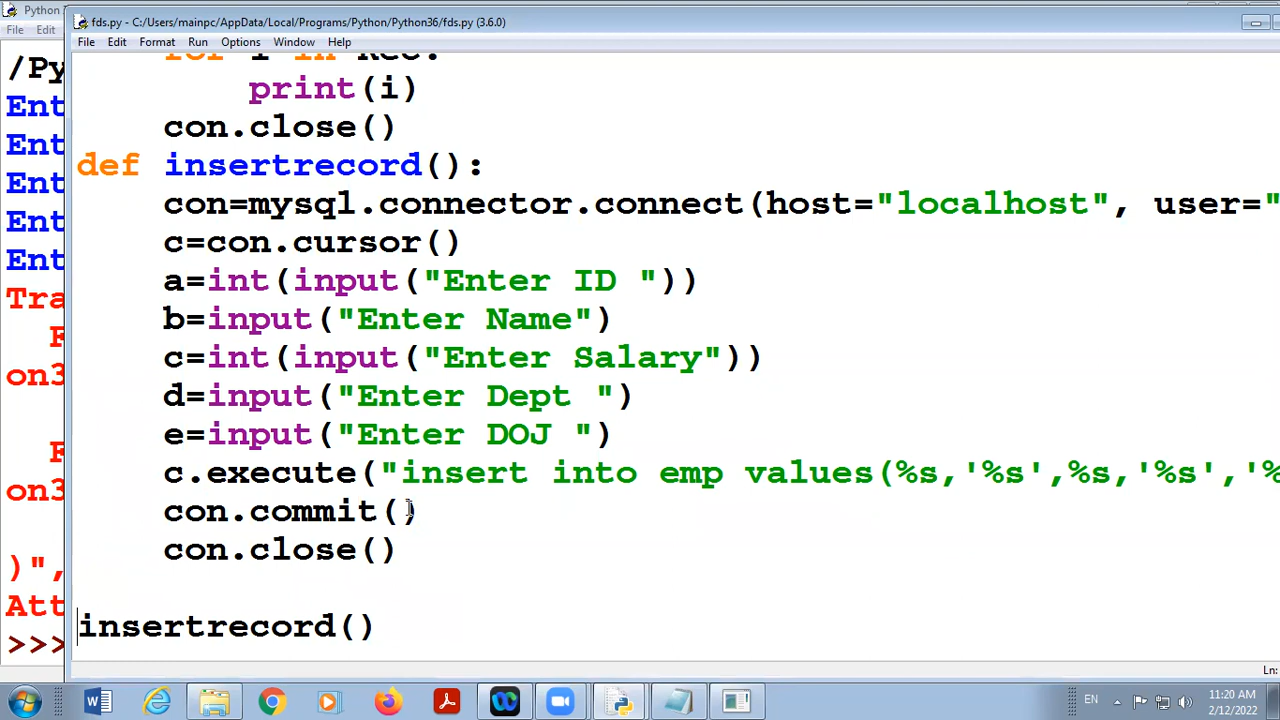 Python
fds.py - C:/Users/mainpc/AppData/Local/Programs/Python/Python36/fds.py (3.6.0)
File Edit
File Edit Format Run Options Window Help
for i in Rec:
print(i)
con.close()
def insertrecord():
con=mysql.connector.connect(host="localhost", user="
c=con.cursor()
a=int(input("Enter ID "))
b=input("Enter Name")
c=int(input("Enter Salary"))
d=input("Enter Dept ")
e=input("Enter DOJ ")
c.execute("insert into emp values(%s,'%s',%s,'%s','%
con.commit()
con.close()
insertrecord()
/Py
Ent
Ent
Ent
Ent
Ent
Tra
F
on3
F
on3
)",
Att
>>>
Ln:
EN
11:20 AM
2/12/2022